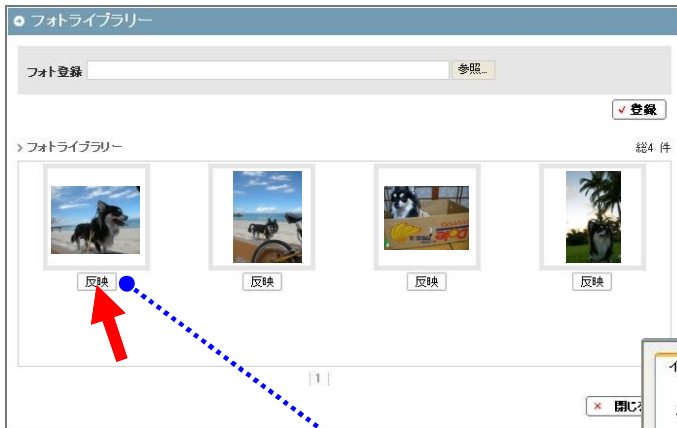 フォトライブラリー
フォト登録 参照...
登録
フォトライブラリー 総4 件
反映 反映 反映 反映
1
閉じ